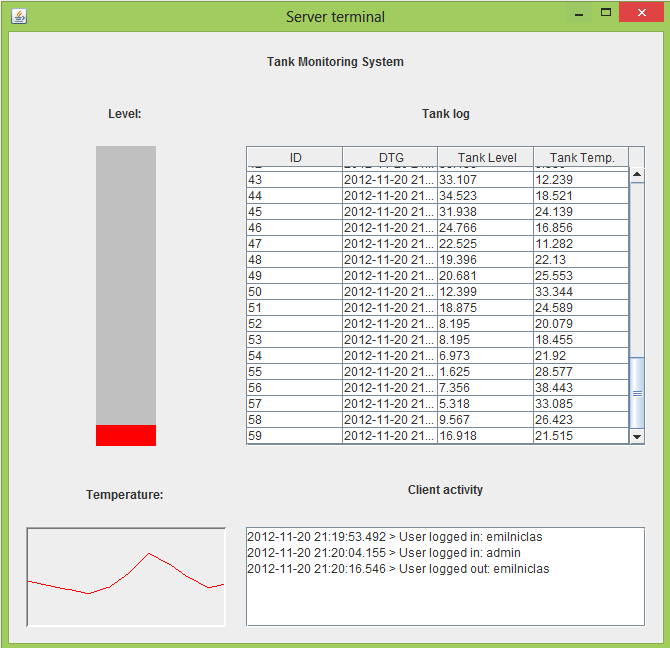 Server terminal
Tank Monitoring System
Level:
Tank log
ID DTG Tank Level Tank Temp.
43 2012-11-20 21... 33.107 12.239
44 2012-11-20 21... 34.523 18.521
45 2012-11-20 21... 31.938 24.139
46 2012-11-20 21... 24.766 16.856
47 2012-11-20 21... 22.525 11.282
48 2012-11-20 21... 19.396 22.13
49 2012-11-20 21... 20.681 25.553
50 2012-11-20 21... 12.399 33.344
51 2012-11-20 21... 18.875 24.589
52 2012-11-20 21... 8.195 20.079
53 2012-11-20 21... 8.195 18.455
54 2012-11-20 21... 6.973 21.92
55 2012-11-20 21... 1.625 28.577
56 2012-11-20 21... 7.356 38.443
57 2012-11-20 21... 5.318 33.085
58 2012-11-20 21... 9.567 26.423
59 2012-11-20 21... 16.918 21.515
Temperature:
Client activity
2012-11-20 21:19:53.492 > User logged in: emilniclas
2012-11-20 21:20:04.155 > User logged in: admin
2012-11-20 21:20:16.546 > User logged out: emilniclas